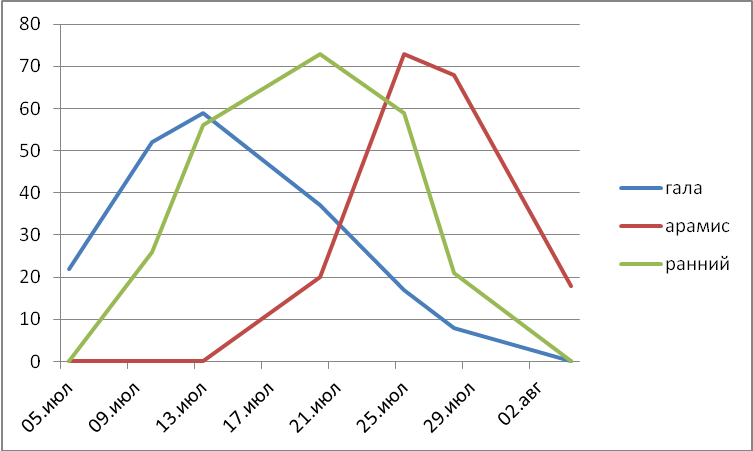 80
70
60
50
40
30
20
10
0
05.июл
09.июл
13.июл
17.июл
21.июл
25.июл
29.июл
02.авг
гала
арамис
ранний